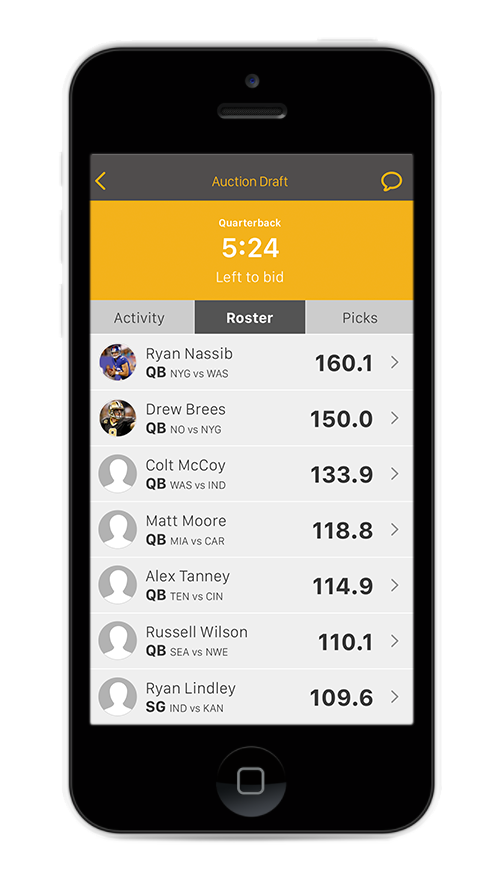 Auction Draft
Quarterback
5:24
Left to bid
Activity Roster Picks
Ryan Nassib
QB NYG vs WAS 160.1
Drew Brees
QB NO vs NYG 150.0
Colt McCoy
QB WAS vs IND 133.9
Matt Moore
QB MIA vs CAR 118.8
Alex Tanney
QB TEN vs CIN 114.9
Russell Wilson
QB SEA vs NWE 110.1
Ryan Lindley
SG IND vs KAN 109.6